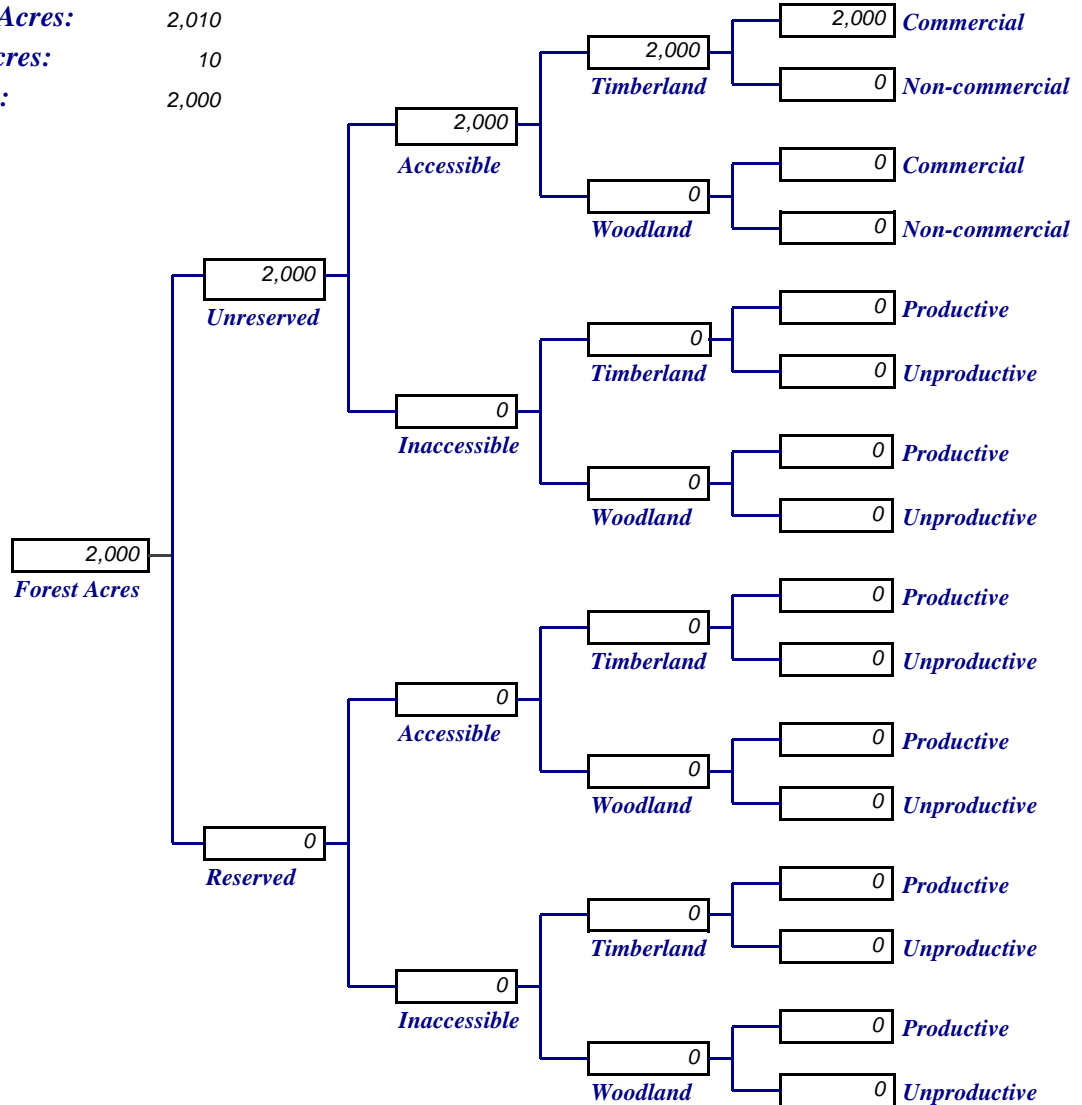 Acres: 2,010
10
: 2,000
2,000 Commercial
2,000
Timberland
0 Non-commercial
2,000
Accessible
0 Commercial
0
Woodland
0 Non-commercial
2,000
Unreserved
0 Productive
0
Timberland
0 Unproductive
0
Inaccessible
0 Productive
0
Woodland
0 Unproductive
2,000
Forest Acres
0 Productive
0
Timberland
0 Unproductive
0
Accessible
0 Productive
0
Woodland
0 Unproductive
0
Reserved
0 Productive
0
Timberland
0 Unproductive
0
Inaccessible
0 Productive
0
Woodland
0 Unproductive